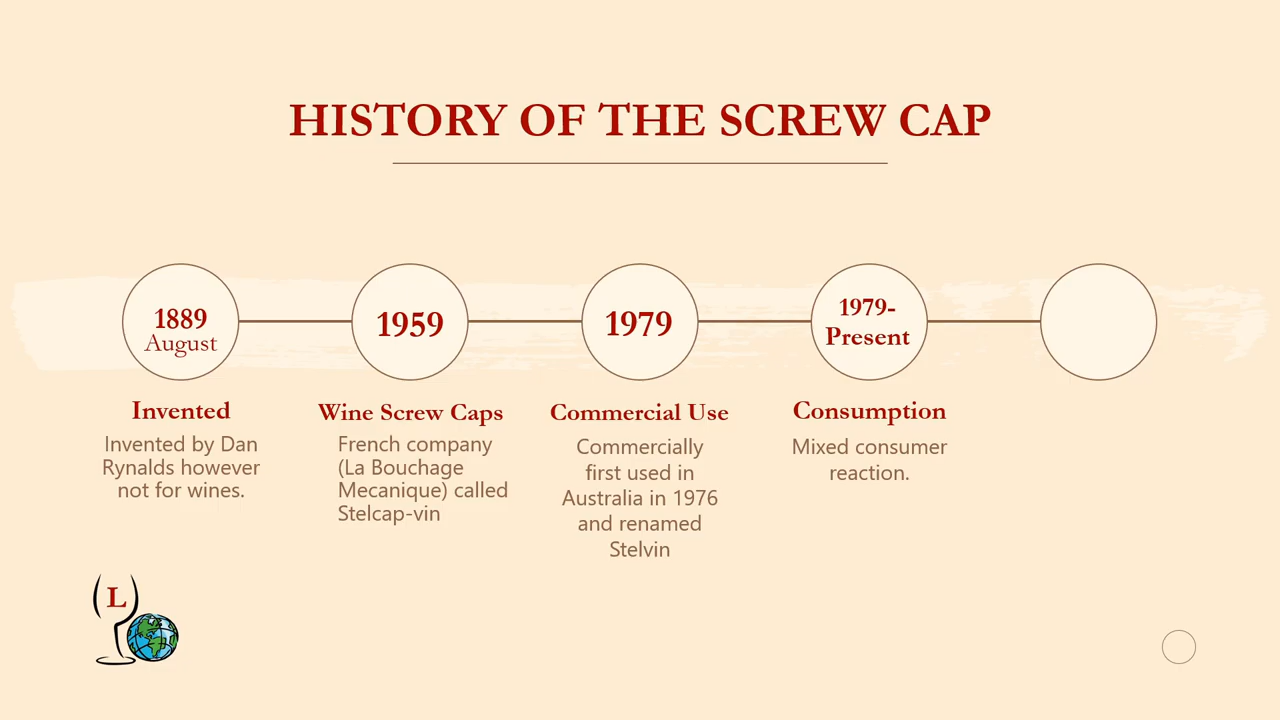 HISTORY OF THE SCREW CAP
1889
August
Invented
Invented by Dan
Rynalds however
not for wines.
1959
Wine Screw Caps
French company
(La Bouchage
Mecanique) called
Stelcap-vin
1979
Commercial Use
Commercially
first used in
Australia in 1976
and renamed
Stelvin
1979-
Present
Consumption
Mixed consumer
reaction.
L